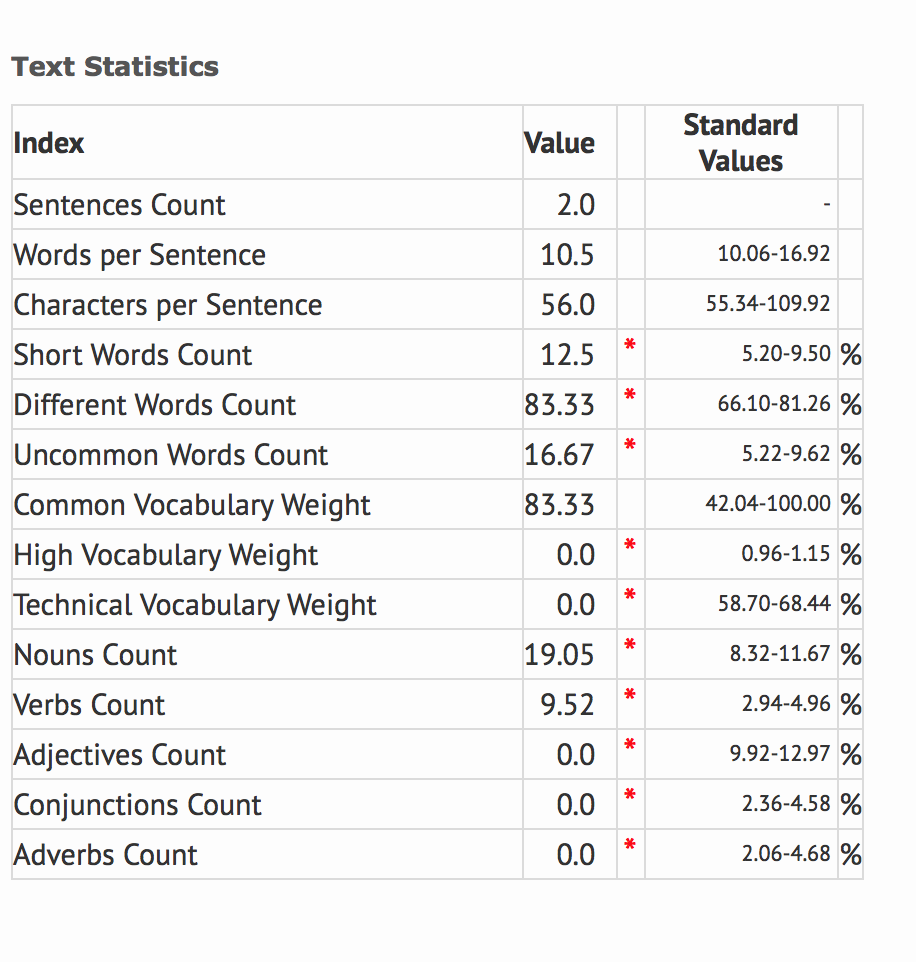 Text Statistics
Index Value Standard Values
Sentences Count 2.0 -
Words per Sentence 10.5 10.06-16.92
Characters per Sentence 56.0 55.34-109.92
Short Words Count 12.5 * 5.20-9.50 %
Different Words Count 83.33 * 66.10-81.26 %
Uncommon Words Count 16.67 * 5.22-9.62 %
Common Vocabulary Weight 83.33 42.04-100.00 %
High Vocabulary Weight 0.0 * 0.96-1.15 %
Technical Vocabulary Weight 0.0 * 58.70-68.44 %
Nouns Count 19.05 * 8.32-11.67 %
Verbs Count 9.52 * 2.94-4.96 %
Adjectives Count 0.0 * 9.92-12.97 %
Conjunctions Count 0.0 * 2.36-4.58 %
Adverbs Count 0.0 * 2.06-4.68 %